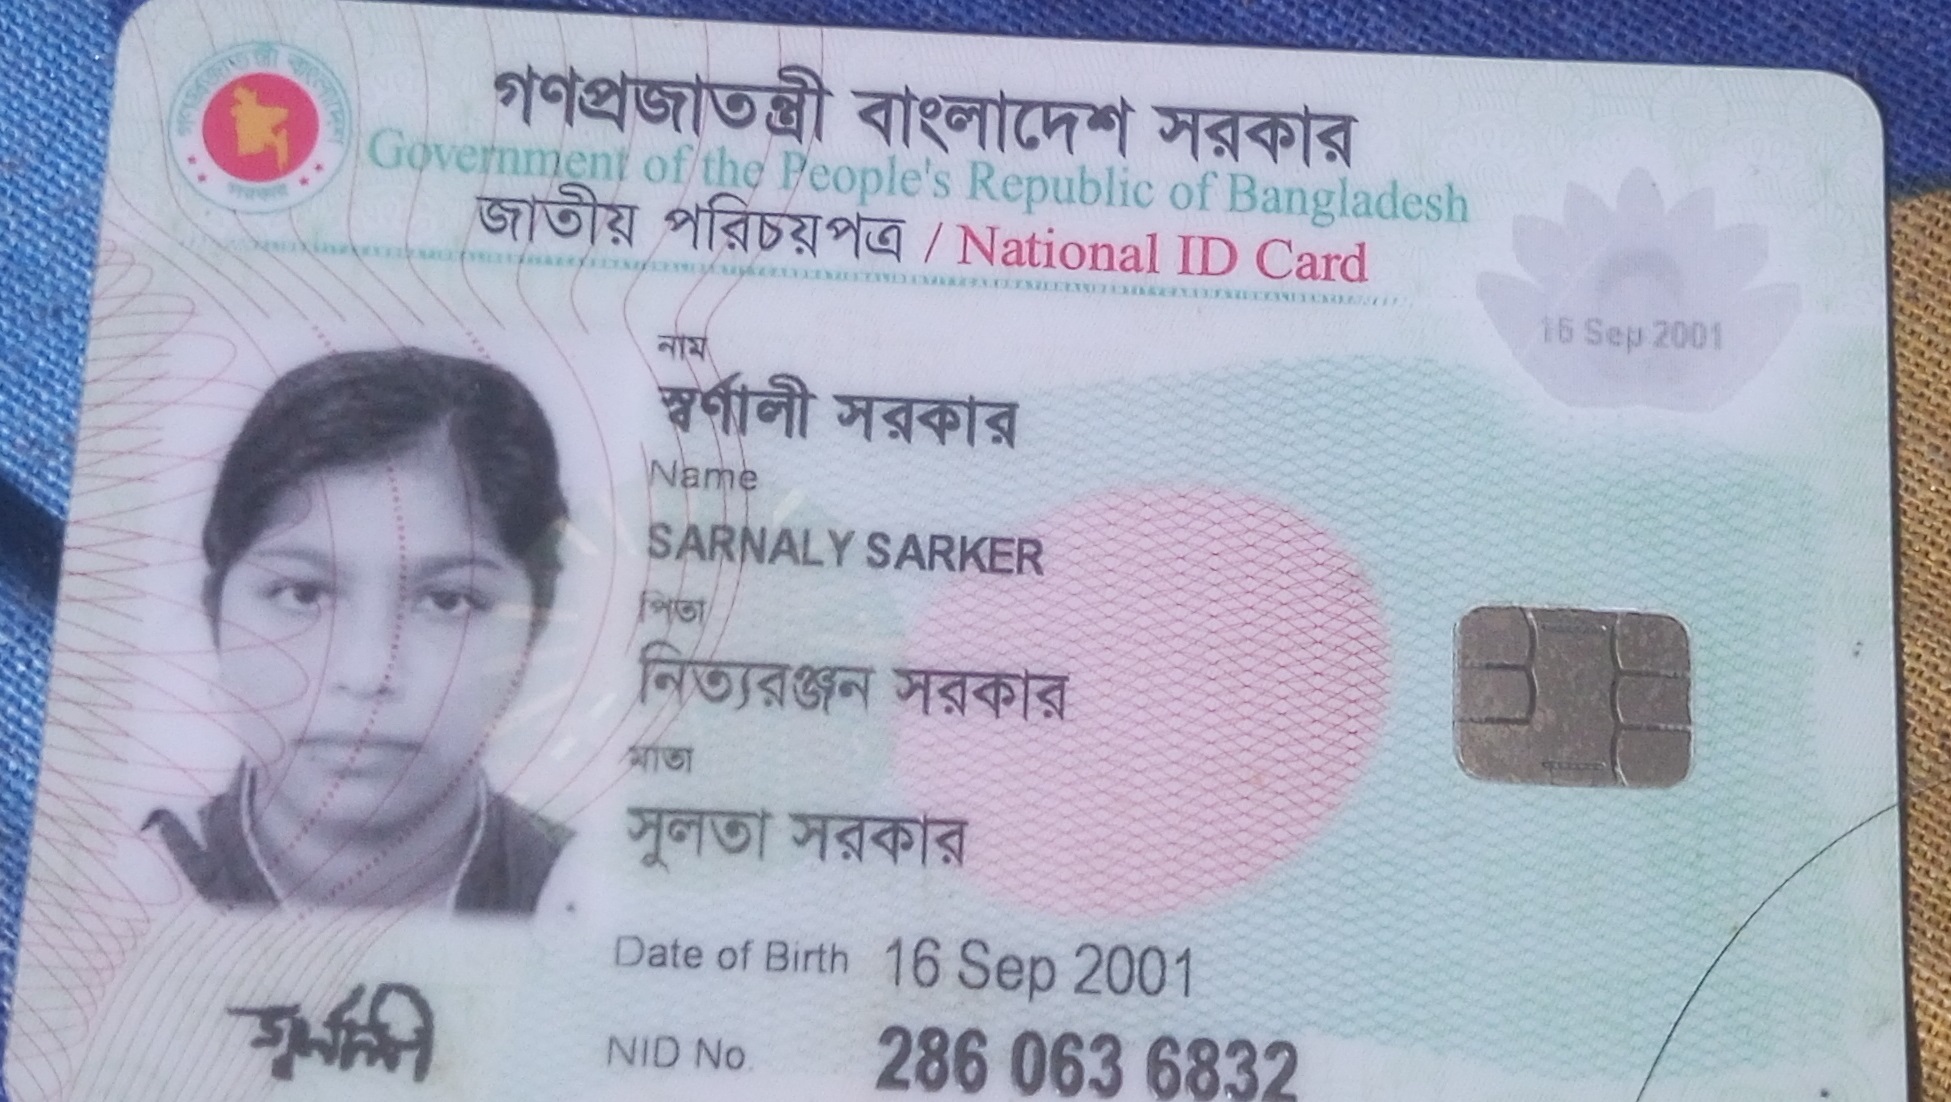 গণপ্রজাতন্ত্রী বাংলাদেশ সরকার
Government of the People's Republic of Bangladesh
জাতীয় পরিচয়পত্র / National ID Card
16 Sep 2001
নাম
স্বর্ণালী সরকার
Name
SARNALY SARKER
পিতা
নিত্যরঞ্জন সরকার
মাতা
সুলতা সরকার
Date of Birth 16 Sep 2001
NID No. 286 063 6832